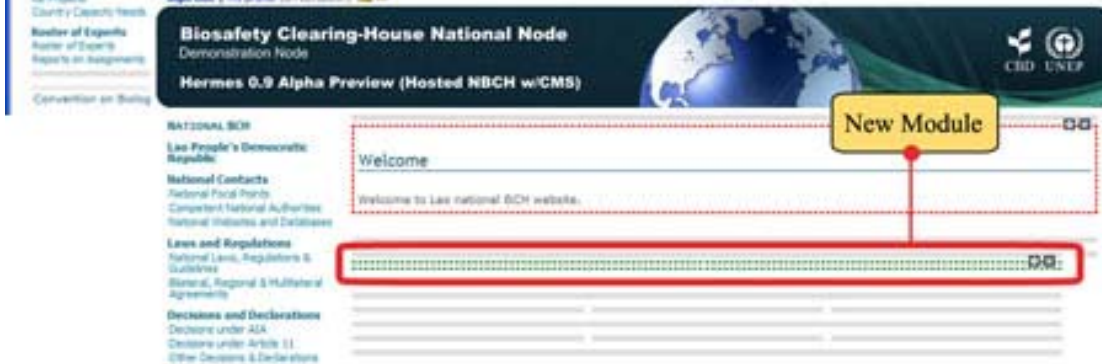 Country Capacity Needs
Roster of Experts
Roster of Experts
Reports on Assignments
Convention on Biolog
Biosafety Clearing-House National Node
Demonstration Node
Hermes 0.9 Alpha Preview (Hosted NBCH w/CMS)
CBD UNEP
NATIONAL BCH
Lao People's Democratic
Republic
National Contacts
National Focal Points
Competent National Authorities
National Websites and Databases
Laws and Regulations
National Laws, Regulations &
Guidelines
Bilateral, Regional & Multilateral
Agreements
Decisions and Declarations
Decisions under AIA
Decisions under Article 11
Other Decisions & Declarations
New Module
Welcome
Welcome to Lao national BCH website.